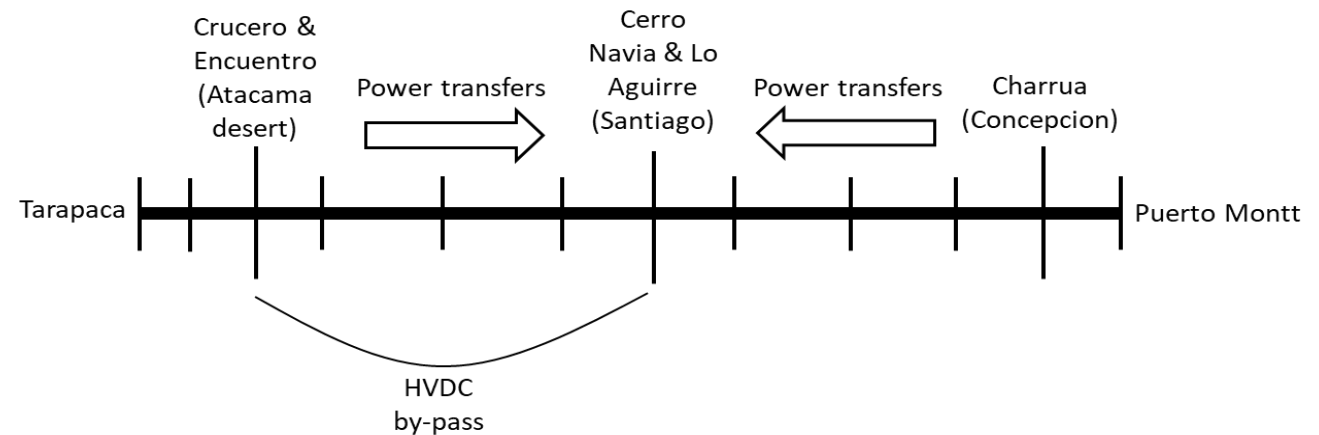 Crucero &
Encuentro
(Atacama
desert)
Power transfers
Cerro
Navia & Lo
Aguirre
(Santiago)
Power transfers
Charrua
(Concepcion)
Tarapaca
Puerto Montt
HVDC
by-pass